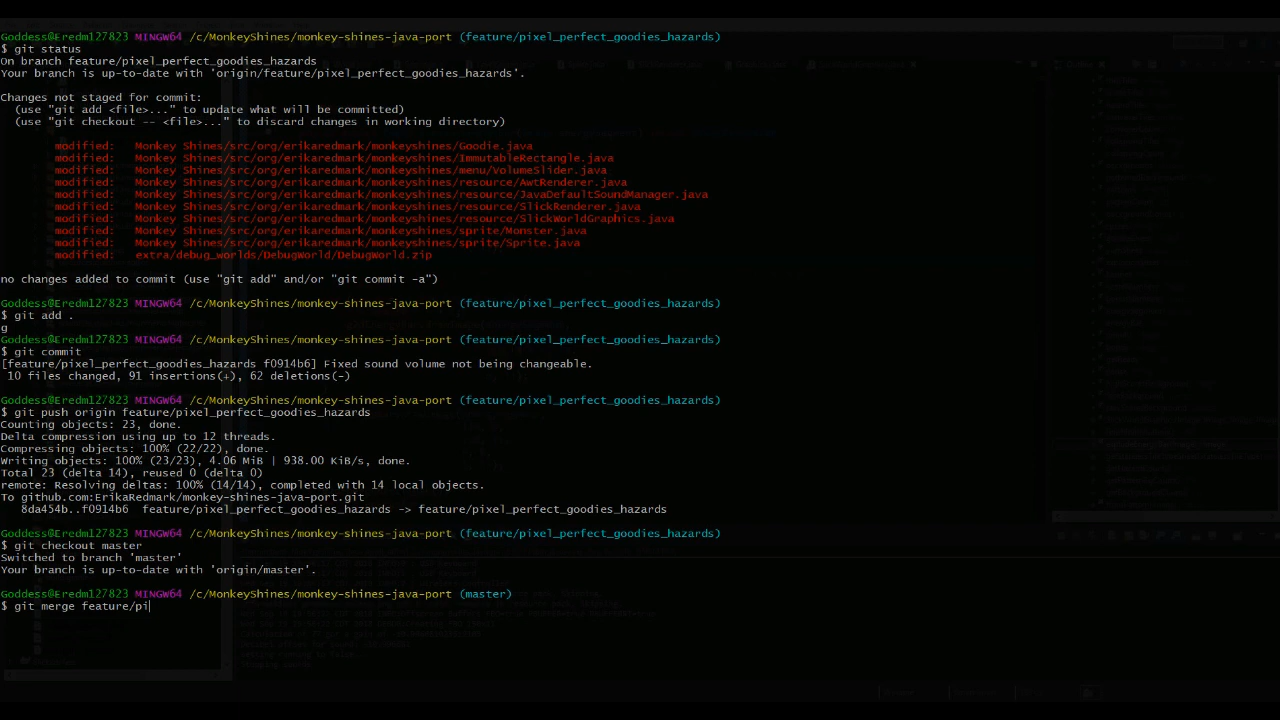 Goddess@Eredm127823 MINGW64 /c/MonkeyShines/monkey-shines-java-port (feature/pixel_perfect_goodies_hazards)
$ git status
On branch feature/pixel_perfect_goodies_hazards
Your branch is up-to-date with 'origin/feature/pixel_perfect_goodies_hazards'.
Changes not staged for commit:
(use "git add <file>..." to update what will be committed)
(use "git checkout -- <file>..." to discard changes in working directory)
modified: Monkey Shines/src/org/erikaredmark/monkeyshines/Goodie.java
modified: Monkey Shines/src/org/erikaredmark/monkeyshines/ImmutableRectangle.java
modified: Monkey Shines/src/org/erikaredmark/monkeyshines/menu/VolumeSlider.java
modified: Monkey Shines/src/org/erikaredmark/monkeyshines/resource/AwtRenderer.java
modified: Monkey Shines/src/org/erikaredmark/monkeyshines/resource/JavaDefaultSoundManager.java
modified: Monkey Shines/src/org/erikaredmark/monkeyshines/resource/SlickRenderer.java
modified: Monkey Shines/src/org/erikaredmark/monkeyshines/resource/SlickWorldGraphics.java
modified: Monkey Shines/src/org/erikaredmark/monkeyshines/sprite/Monster.java
modified: Monkey Shines/src/org/erikaredmark/monkeyshines/sprite/Sprite.java
modified: extra/debug_worlds/DebugWorld/DebugWorld.zip
no changes added to commit (use "git add" and/or "git commit -a")
Goddess@Eredm127823 MINGW64 /c/MonkeyShines/monkey-shines-java-port (feature/pixel_perfect_goodies_hazards)
$ git add .
g
Goddess@Eredm127823 MINGW64 /c/MonkeyShines/monkey-shines-java-port (feature/pixel_perfect_goodies_hazards)
$ git commit
[feature/pixel_perfect_goodies_hazards f0914b6] Fixed sound volume not being changeable.
10 files changed, 91 insertions(+), 62 deletions(-)
Goddess@Eredm127823 MINGW64 /c/MonkeyShines/monkey-shines-java-port (feature/pixel_perfect_goodies_hazards)
$ git push origin feature/pixel_perfect_goodies_hazards
Counting objects: 23, done.
Delta compression using up to 12 threads.
Compressing objects: 100% (22/22), done.
Writing objects: 100% (23/23), 4.06 MiB | 938.00 KiB/s, done.
Total 23 (delta 14), reused 0 (delta 0)
remote: Resolving deltas: 100% (14/14), completed with 14 local objects.
To github.com:ErikaRedmark/monkey-shines-java-port.git
8da454b..f0914b6 feature/pixel_perfect_goodies_hazards -> feature/pixel_perfect_goodies_hazards
Goddess@Eredm127823 MINGW64 /c/MonkeyShines/monkey-shines-java-port (feature/pixel_perfect_goodies_hazards)
$ git checkout master
Switched to branch 'master'
Your branch is up-to-date with 'origin/master'.
Goddess@Eredm127823 MINGW64 /c/MonkeyShines/monkey-shines-java-port (master)
$ git merge feature/pi